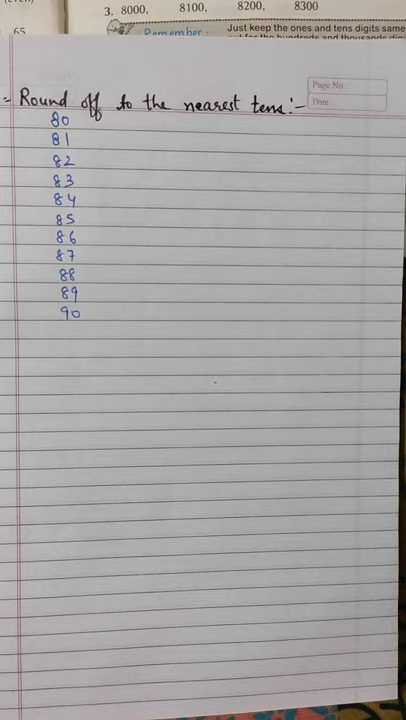 65
3. 8000, 8100, 8200, 8300
Remember: Just keep the ones and tens digits same
Page No.
Date:
= Round off to the nearest tens:-
80
81
82
83
84
85
86
87
88
89
90